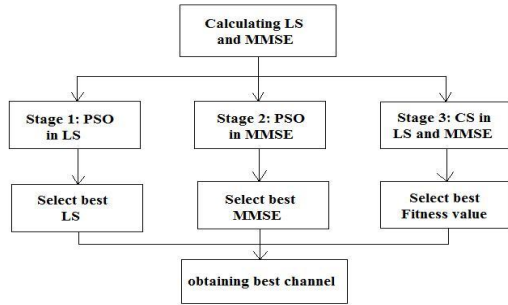 Calculating LS
and MMSE
Stage 1: PSO
in LS
Stage 2: PSO
in MMSE
Stage 3: CS in
LS and MMSE
Select best
LS
Select best
MMSE
Select best
Fitness value
obtaining best channel